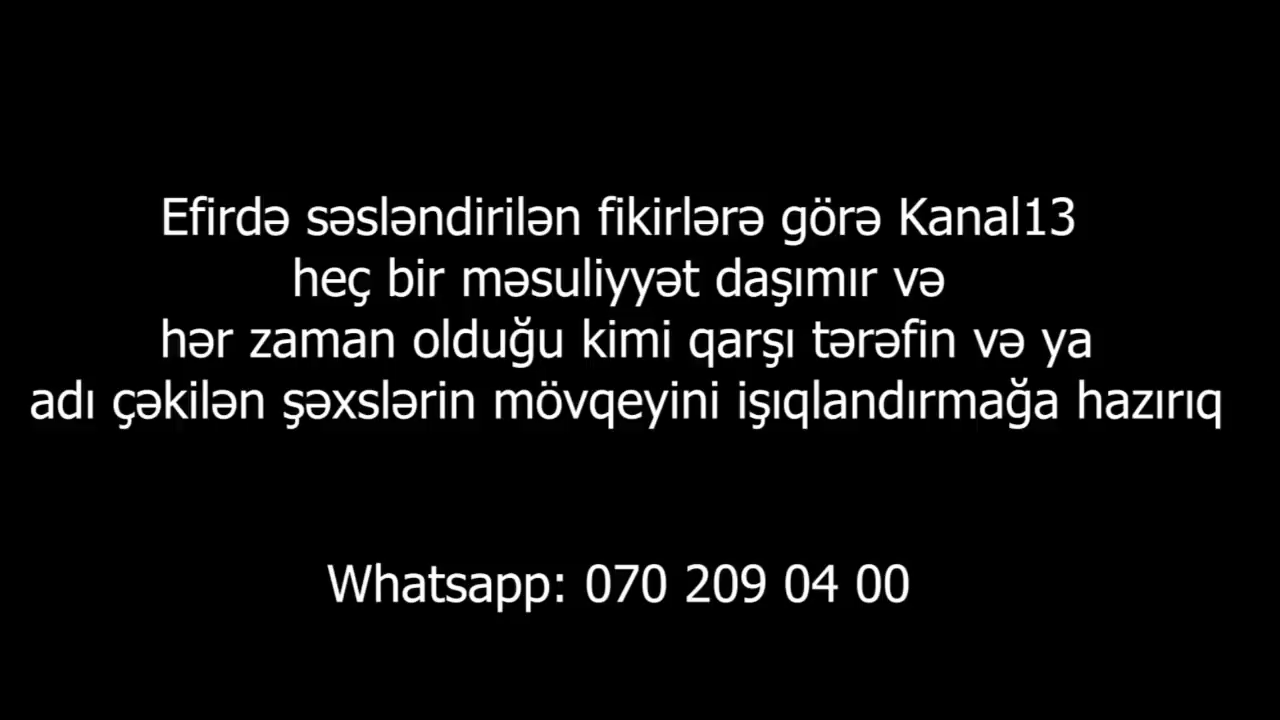 Efirdə səsləndirilən fikirlərə görə Kanal13
heç bir məsuliyyət daşımır və
hər zaman olduğu kimi qarşı tərəfin və ya
adı çəkilən şəxslərin mövqeyini işıqlandırmağa hazırıq
Whatsapp: 070 209 04 00